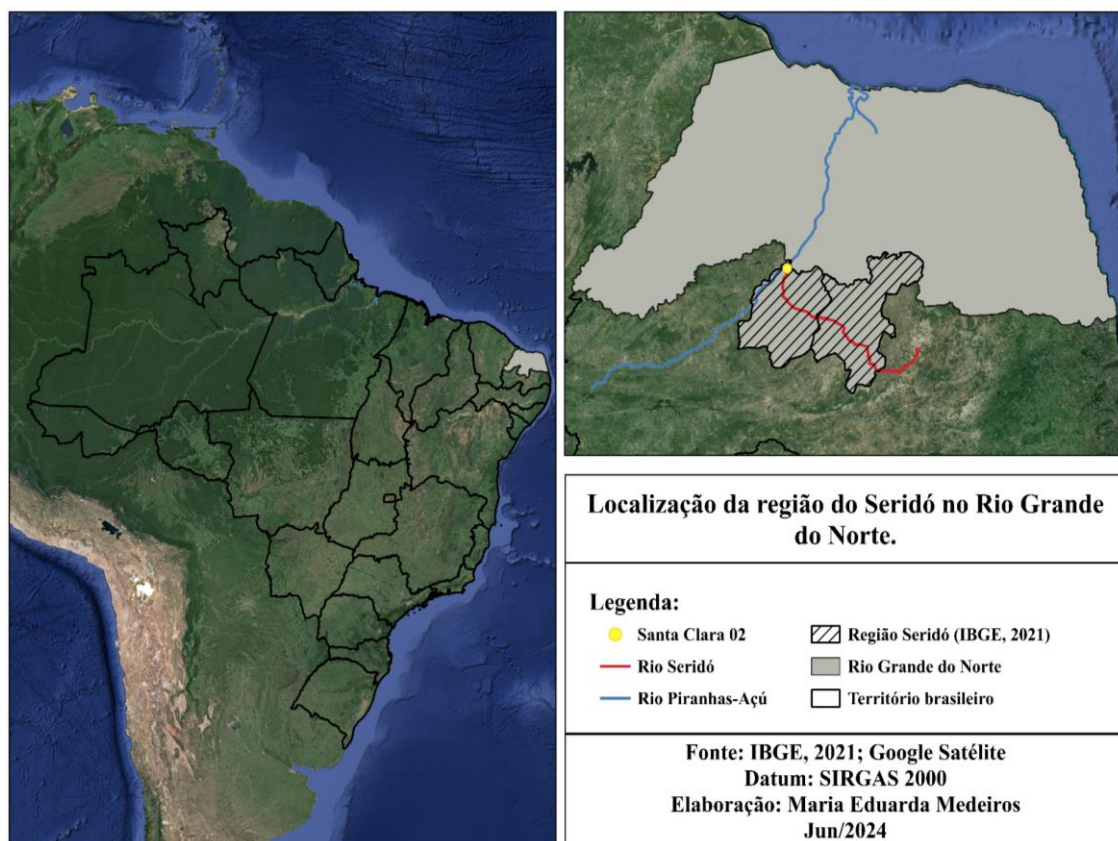 Localização da região do Seridó no Rio Grande
do Norte.
Legenda:
Santa Clara 02
Rio Seridó
Rio Piranhas-Açú
Região Seridó (IBGE, 2021)
Rio Grande do Norte
Território brasileiro
Fonte: IBGE, 2021; Google Satélite
Datum: SIRGAS 2000
Elaboração: Maria Eduarda Medeiros
Jun/2024